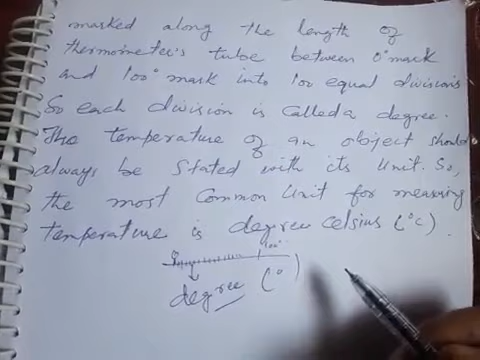 marked along the length of
thermometer's tube between 0° mark
and 100° mark into 100 equal divisions
So each division is called a degree.
The temperature of an object should
always be stated with its unit. So,
the most common unit for measuring
temperature is degree celsius (°c).
0 100°
degree (°)